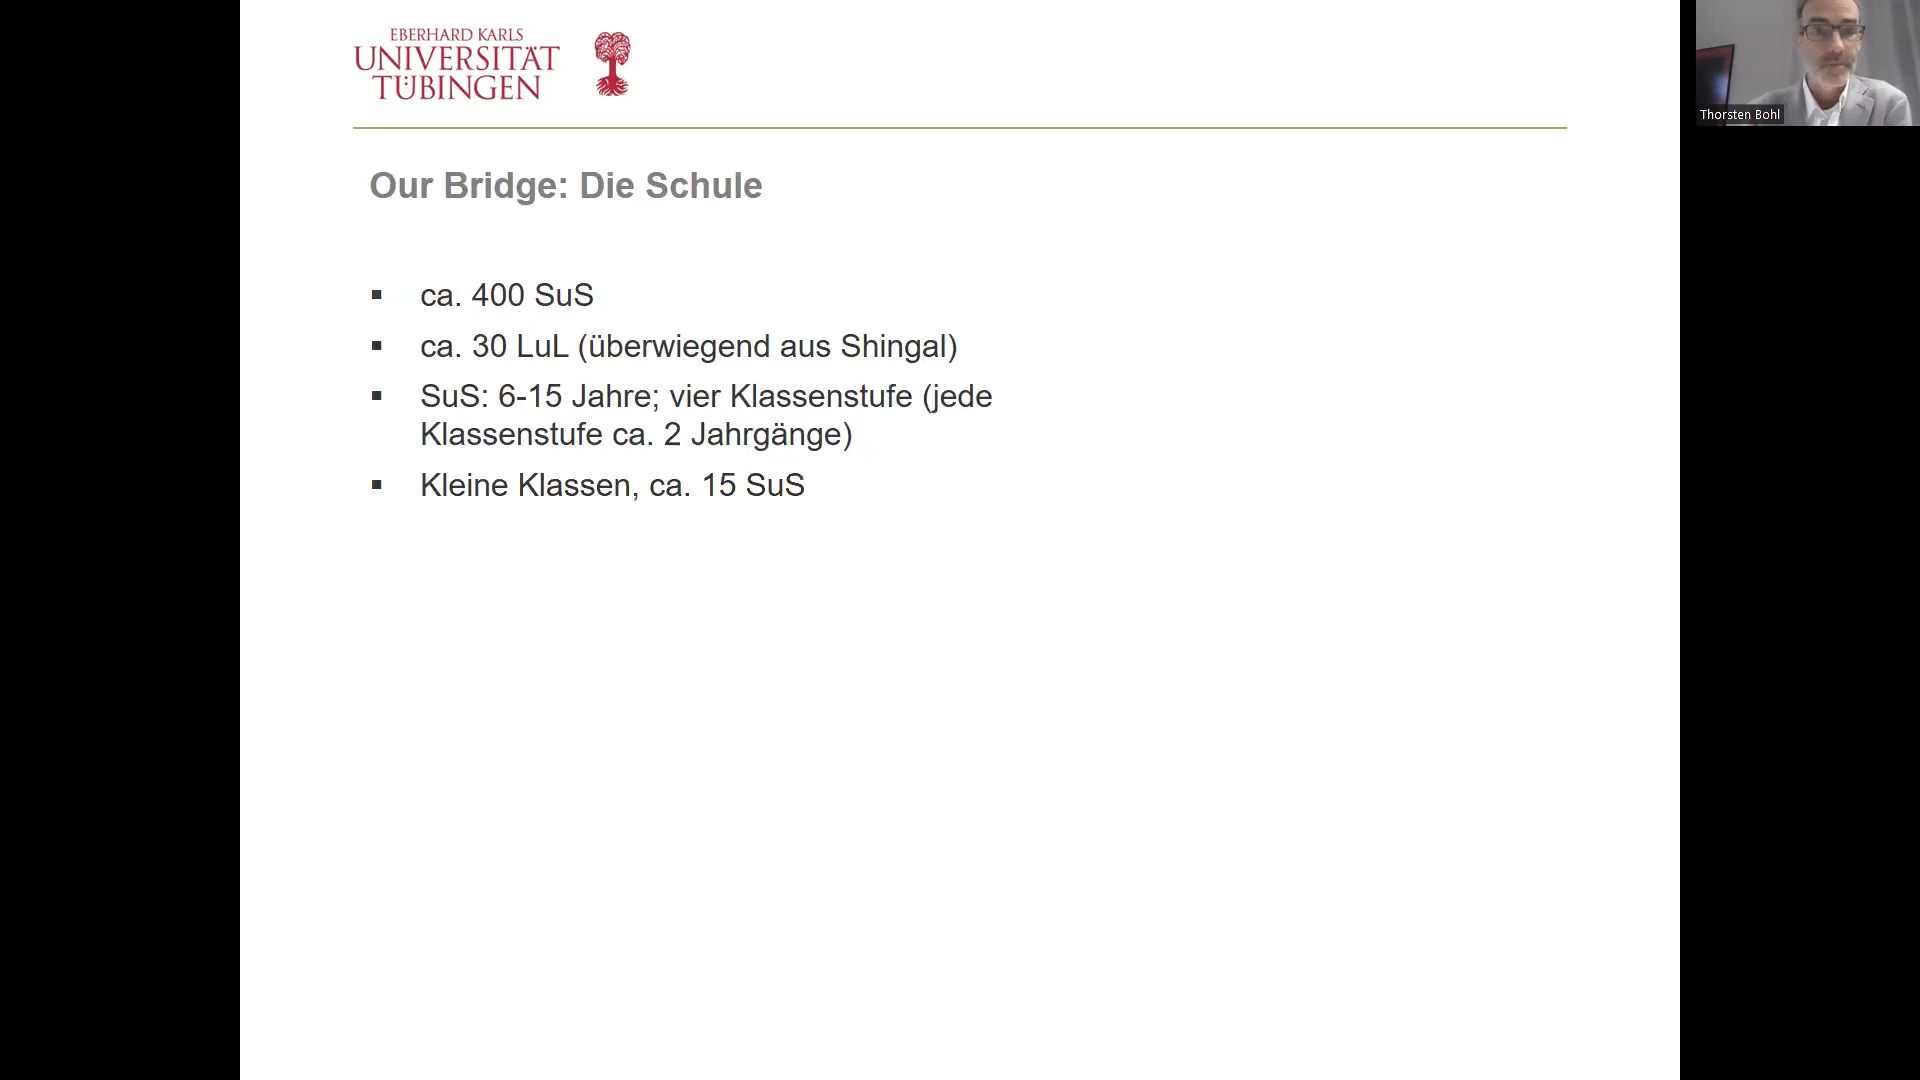 EBERHARD KARLS
UNIVERSITÄT
TÜBINGEN
Thorsten Bohl
Our Bridge: Die Schule
▪ ca. 400 SuS
▪ ca. 30 LuL (überwiegend aus Shingal)
▪ SuS: 6-15 Jahre; vier Klassenstufe (jede
Klassenstufe ca. 2 Jahrgänge)
▪ Kleine Klassen, ca. 15 SuS